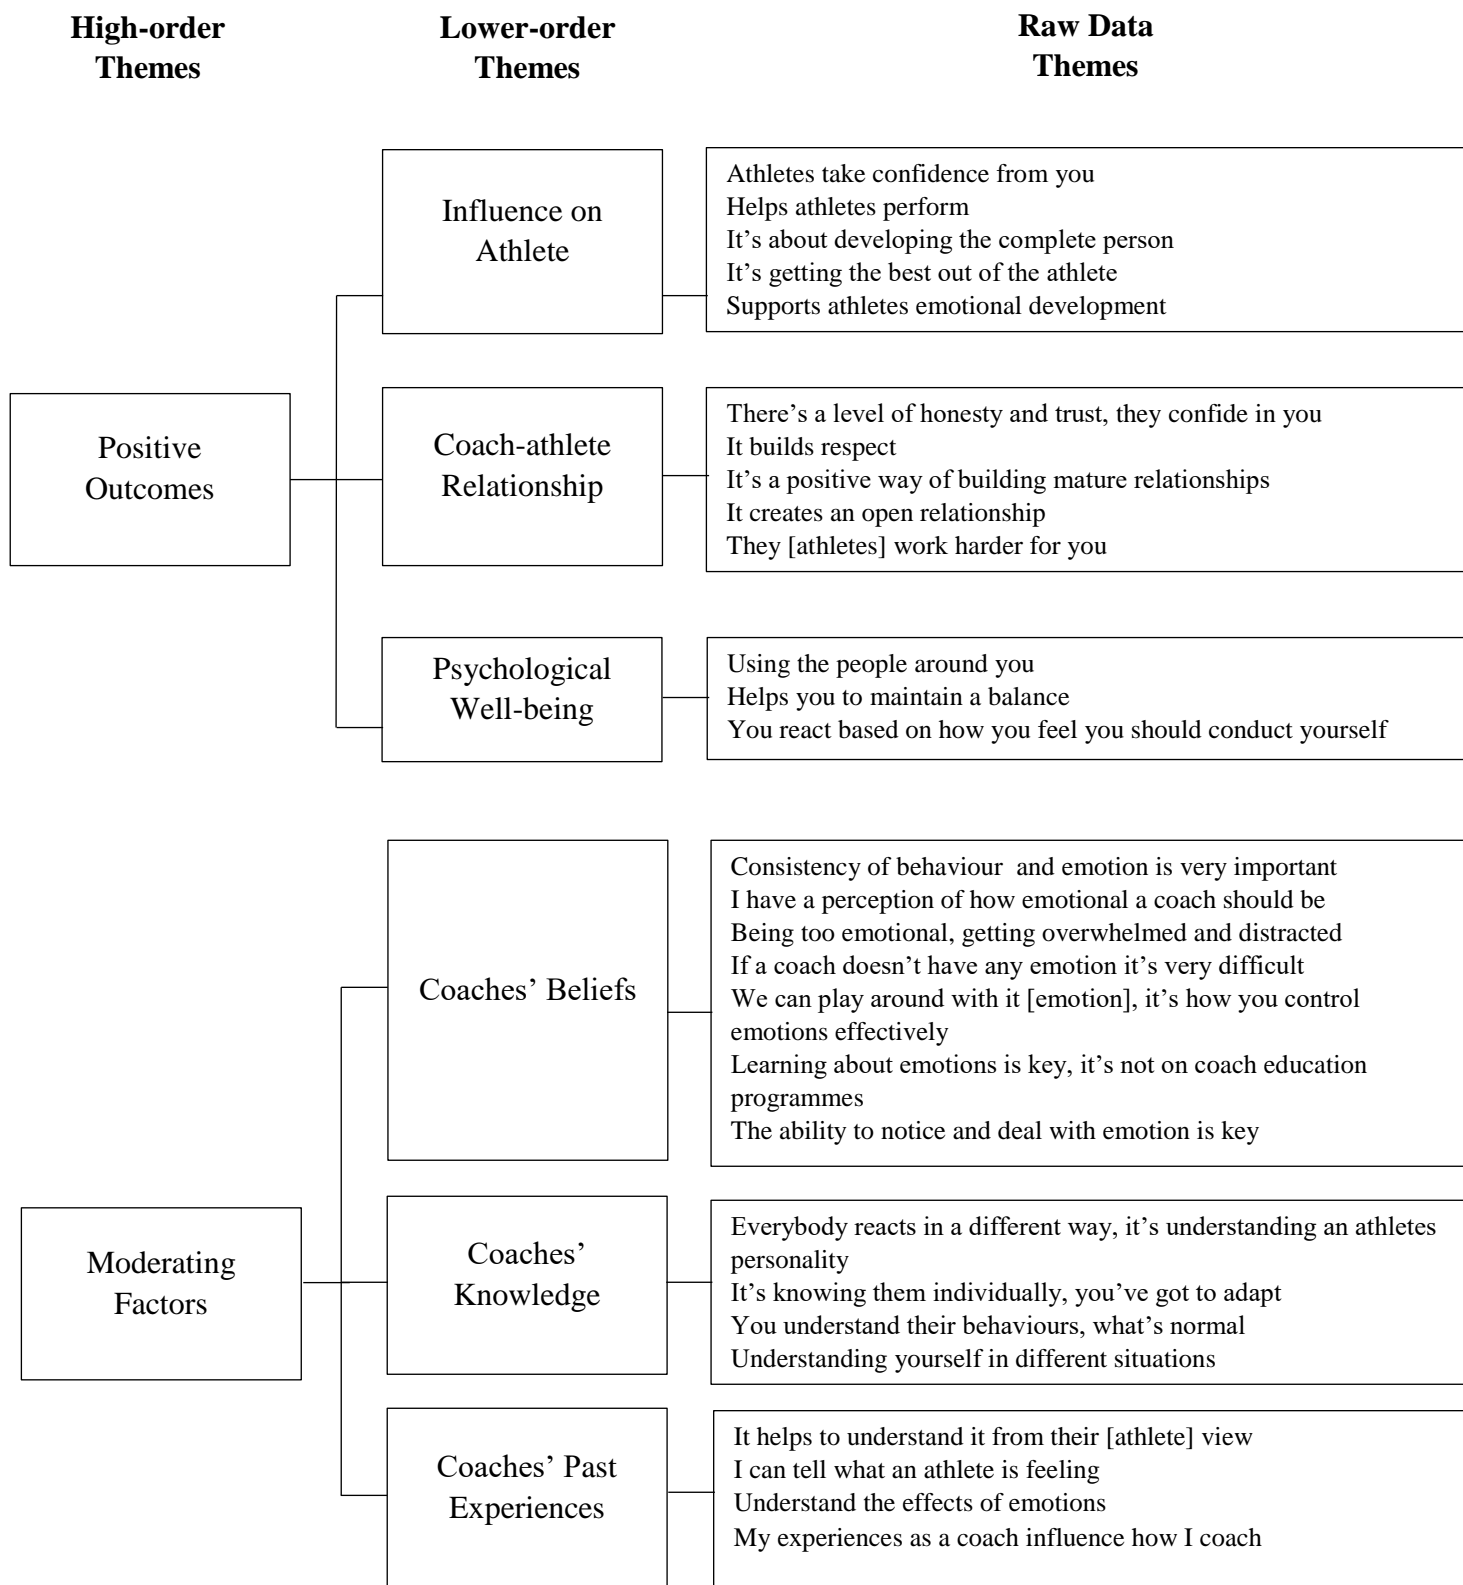 High-order
Themes
Lower-order
Themes
Raw Data
Themes
Positive
Outcomes
Influence on
Athlete
Athletes take confidence from you
Helps athletes perform
It’s about developing the complete person
It’s getting the best out of the athlete
Supports athletes emotional development
Coach-athlete
Relationship
There’s a level of honesty and trust, they confide in you
It builds respect
It’s a positive way of building mature relationships
It creates an open relationship
They [athletes] work harder for you
Psychological
Well-being
Using the people around you
Helps you to maintain a balance
You react based on how you feel you should conduct yourself
Moderating
Factors
Coaches’ Beliefs
Consistency of behaviour  and emotion is very important
I have a perception of how emotional a coach should be
Being too emotional, getting overwhelmed and distracted
If a coach doesn’t have any emotion it’s very difficult
We can play around with it [emotion], it’s how you control
emotions effectively
Learning about emotions is key, it’s not on coach education
programmes
The ability to notice and deal with emotion is key
Coaches’
Knowledge
Everybody reacts in a different way, it’s understanding an athletes
personality
It’s knowing them individually, you’ve got to adapt
You understand their behaviours, what’s normal
Understanding yourself in different situations
Coaches’ Past
Experiences
It helps to understand it from their [athlete] view
I can tell what an athlete is feeling
Understand the effects of emotions
My experiences as a coach influence how I coach